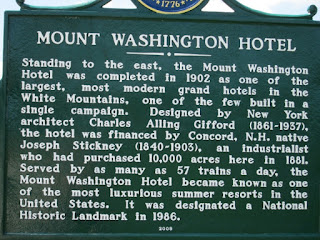 1776
MOUNT WASHINGTON HOTEL
Standing to the east, the Mount Washington
Hotel was completed in 1902 as one of the
largest, most modern grand hotels in the
White Mountains, one of the few built in a
single campaign. Designed by New York
architect Charles Alling Gifford (1861-1937),
the hotel was financed by Concord, N.H. native
Joseph Stickney (1840-1903), an industrialist
who had purchased 10,000 acres here in 1881.
Served by as many as 57 trains a day, the
Mount Washington Hotel became known as one
of the most luxurious summer resorts in the
United States. It was designated a National
Historic Landmark in 1986.
2008